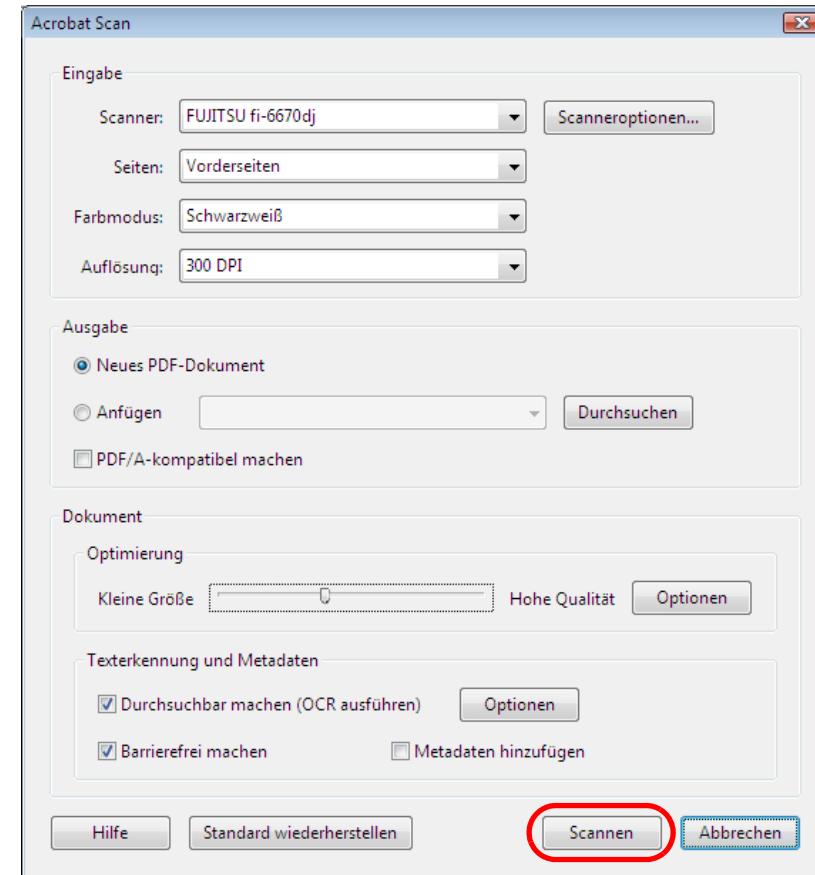 Acrobat Scan
Eingabe
Scanner: FUJITSU fi-6670dj Scanneroptionen...
Seiten: Vorderseiten
Farbmodus: Schwarzweiß
Auflösung: 300 DPI
Ausgabe
Neues PDF-Dokument
Anfügen Durchsuchen
PDF/A-kompatibel machen
Dokument
Optimierung
Kleine Größe Hohe Qualität Optionen
Texterkennung und Metadaten
Durchsuchbar machen (OCR ausführen) Optionen
Barrierefrei machen Metadaten hinzufügen
Hilfe Standard wiederherstellen Scannen Abbrechen